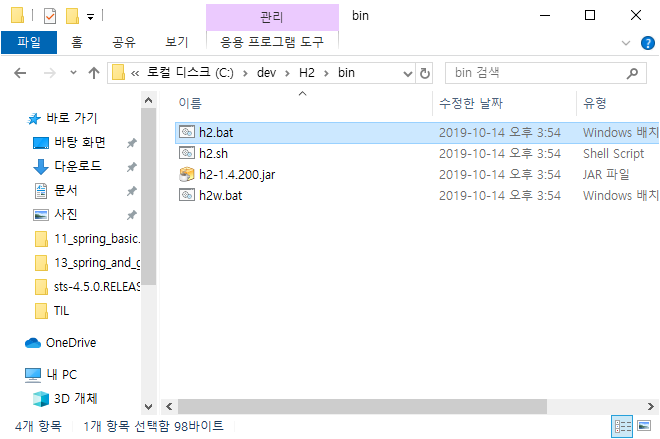 관리 bin
파일 홈 공유 보기 응용 프로그램 도구
« 로컬 디스크 (C:) > dev > H2 > bin bin 검색
이름 수정한 날짜 유형
바로 가기
바탕 화면
다운로드
문서
사진
11_spring_basic.
13_spring_and_g
sts-4.5.0.RELEAS
TIL
OneDrive
내 PC
3D 개체
h2.bat 2019-10-14 오후 3:54 Windows 배치
h2.sh 2019-10-14 오후 3:54 Shell Script
h2-1.4.200.jar 2019-10-14 오후 3:54 JAR 파일
h2w.bat 2019-10-14 오후 3:54 Windows 배치
4개 항목 1개 항목 선택함 98바이트